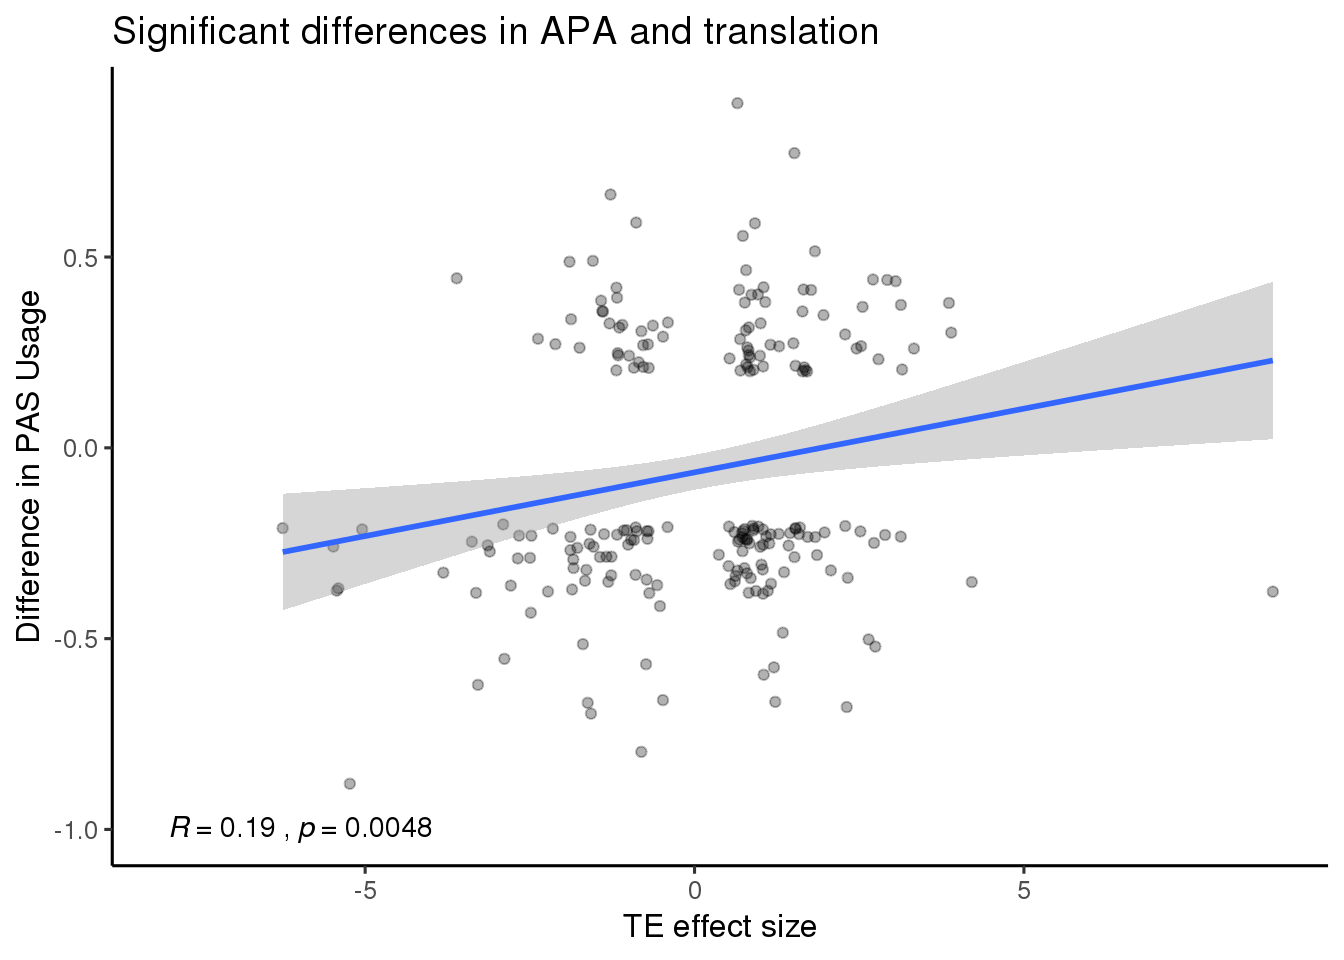 Significant differences in APA and translation
Difference in PAS Usage
0.5
0.0
-0.5
-1.0
R = 0.19 , p = 0.0048
-5
0
5
TE effect size